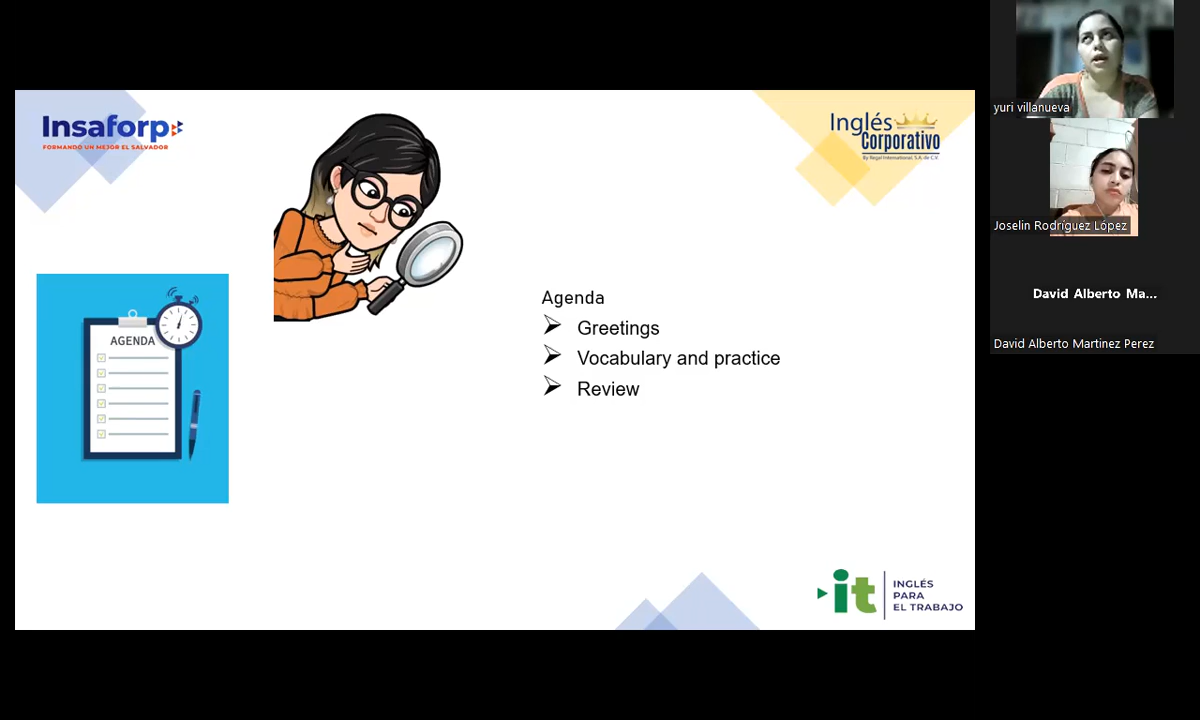 Insaforp
FORMANDO UN MEJOR EL SALVADOR
Inglés
Corporativo
By Regal International, S.A. de C.V.
AGENDA
Agenda
Greetings
Vocabulary and practice
Review
it
INGLÉS
PARA
EL TRABAJO
yuri villanueva
Joselin Rodríguez López
David Alberto Ma...
David Alberto Martinez Perez